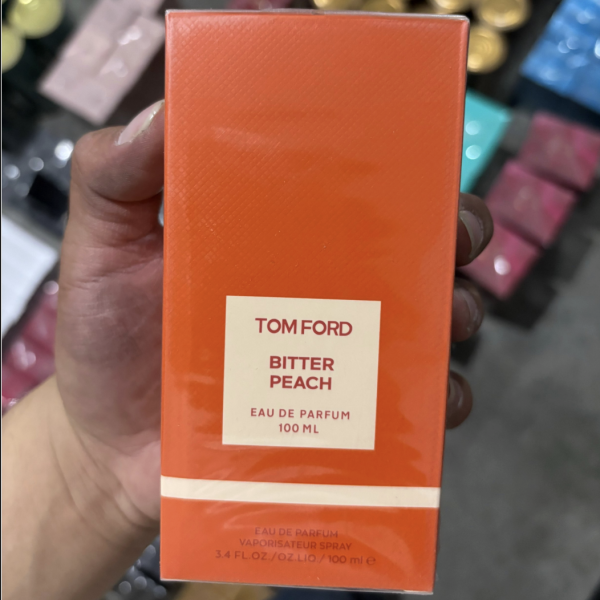 TOM FORD
BITTER
PEACH
EAU DE PARFUM
100 ML
EAU DE PARFUM
VAPORISATEUR SPRAY
3.4 FL.OZ./OZ.LIQ./100 ml ℮